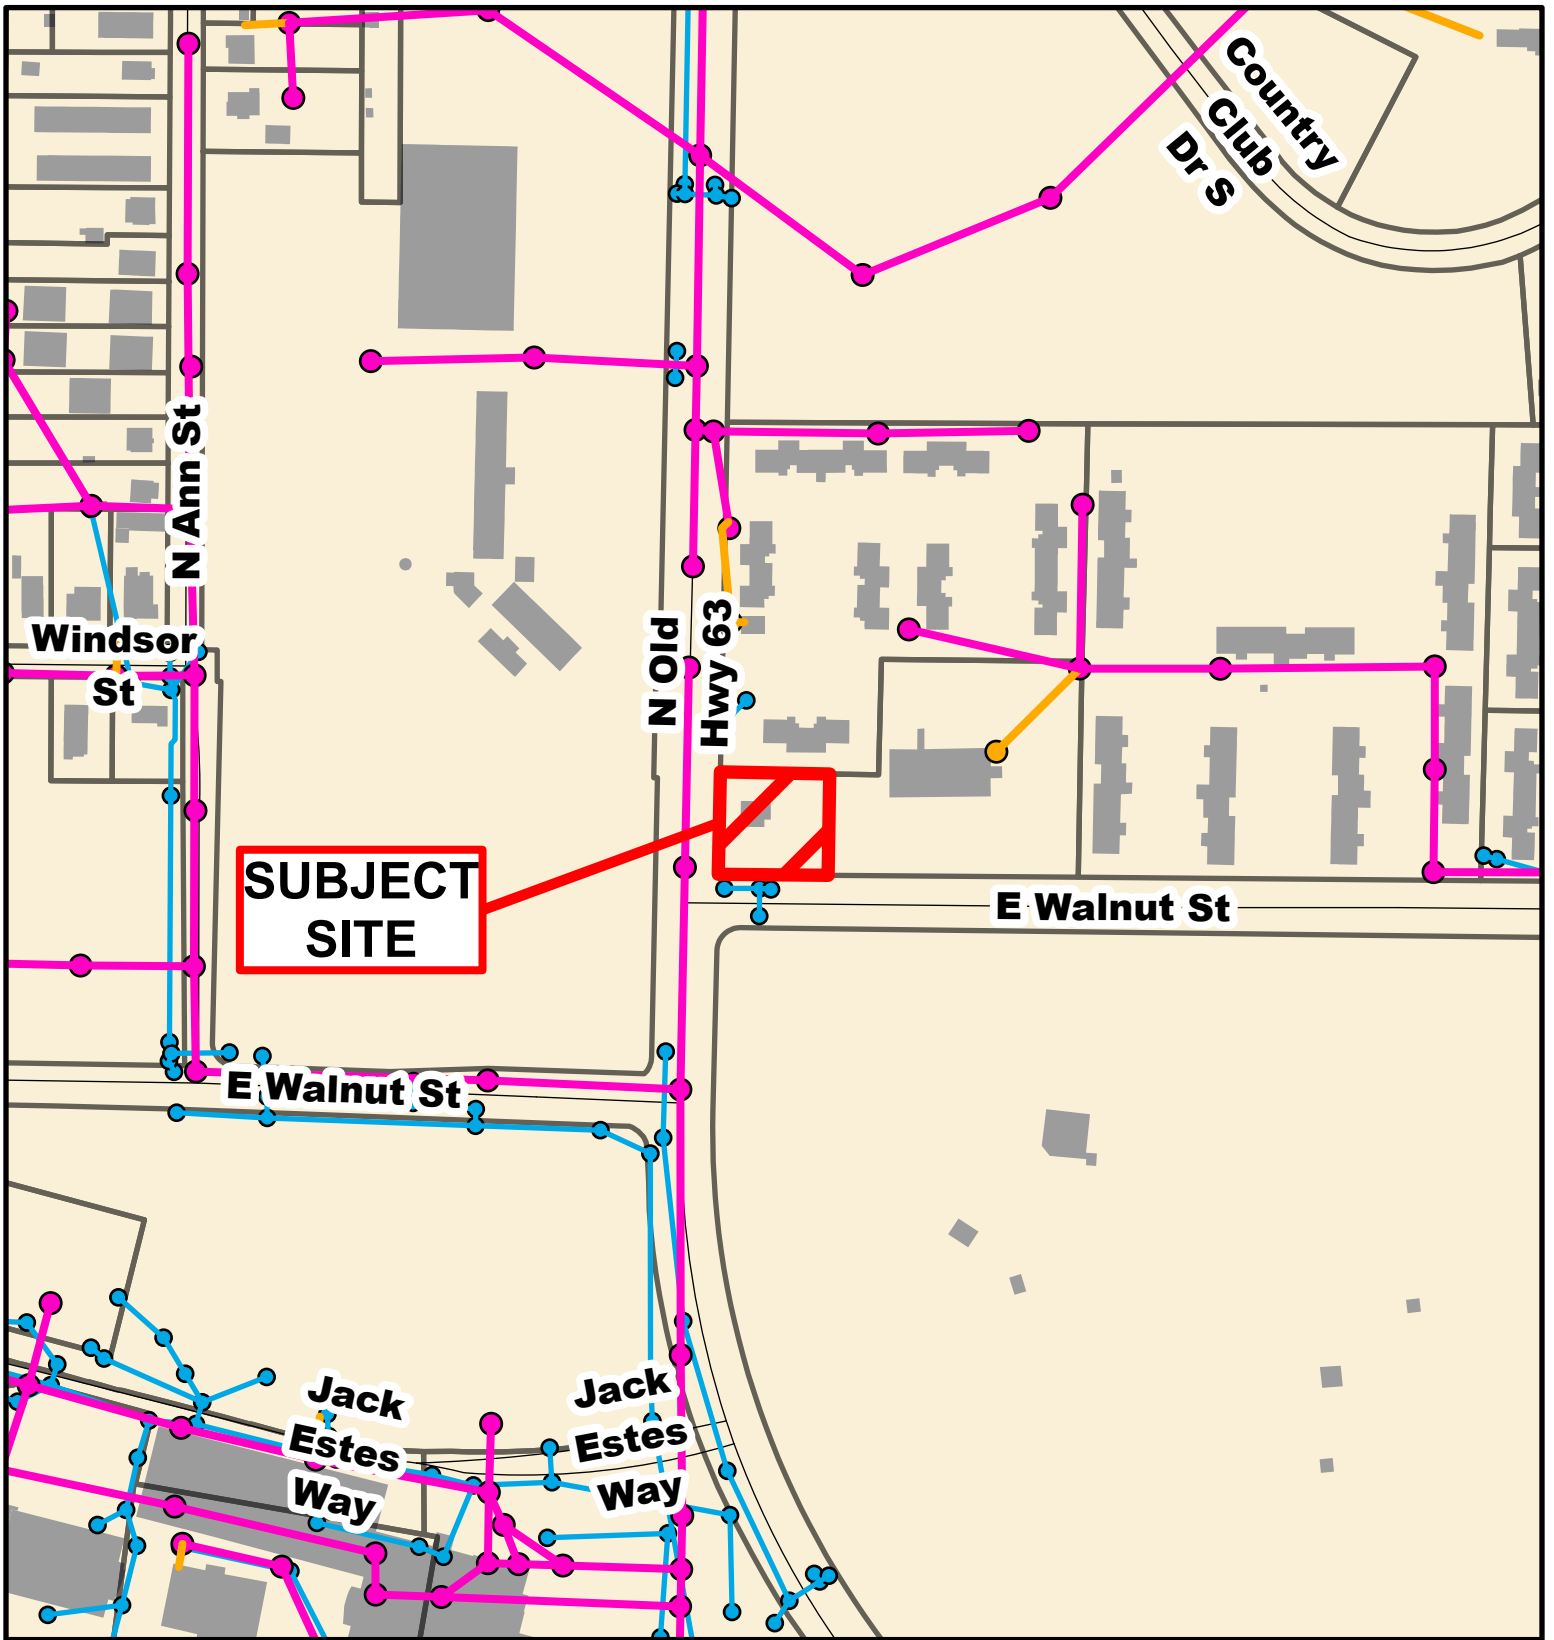 Country
Club
Dr S
N Ann St
Windsor
St
N Old
Hwy 63
SUBJECT
SITE
E Walnut St
E Walnut St
Jack
Estes
Way
Jack
Estes
Way